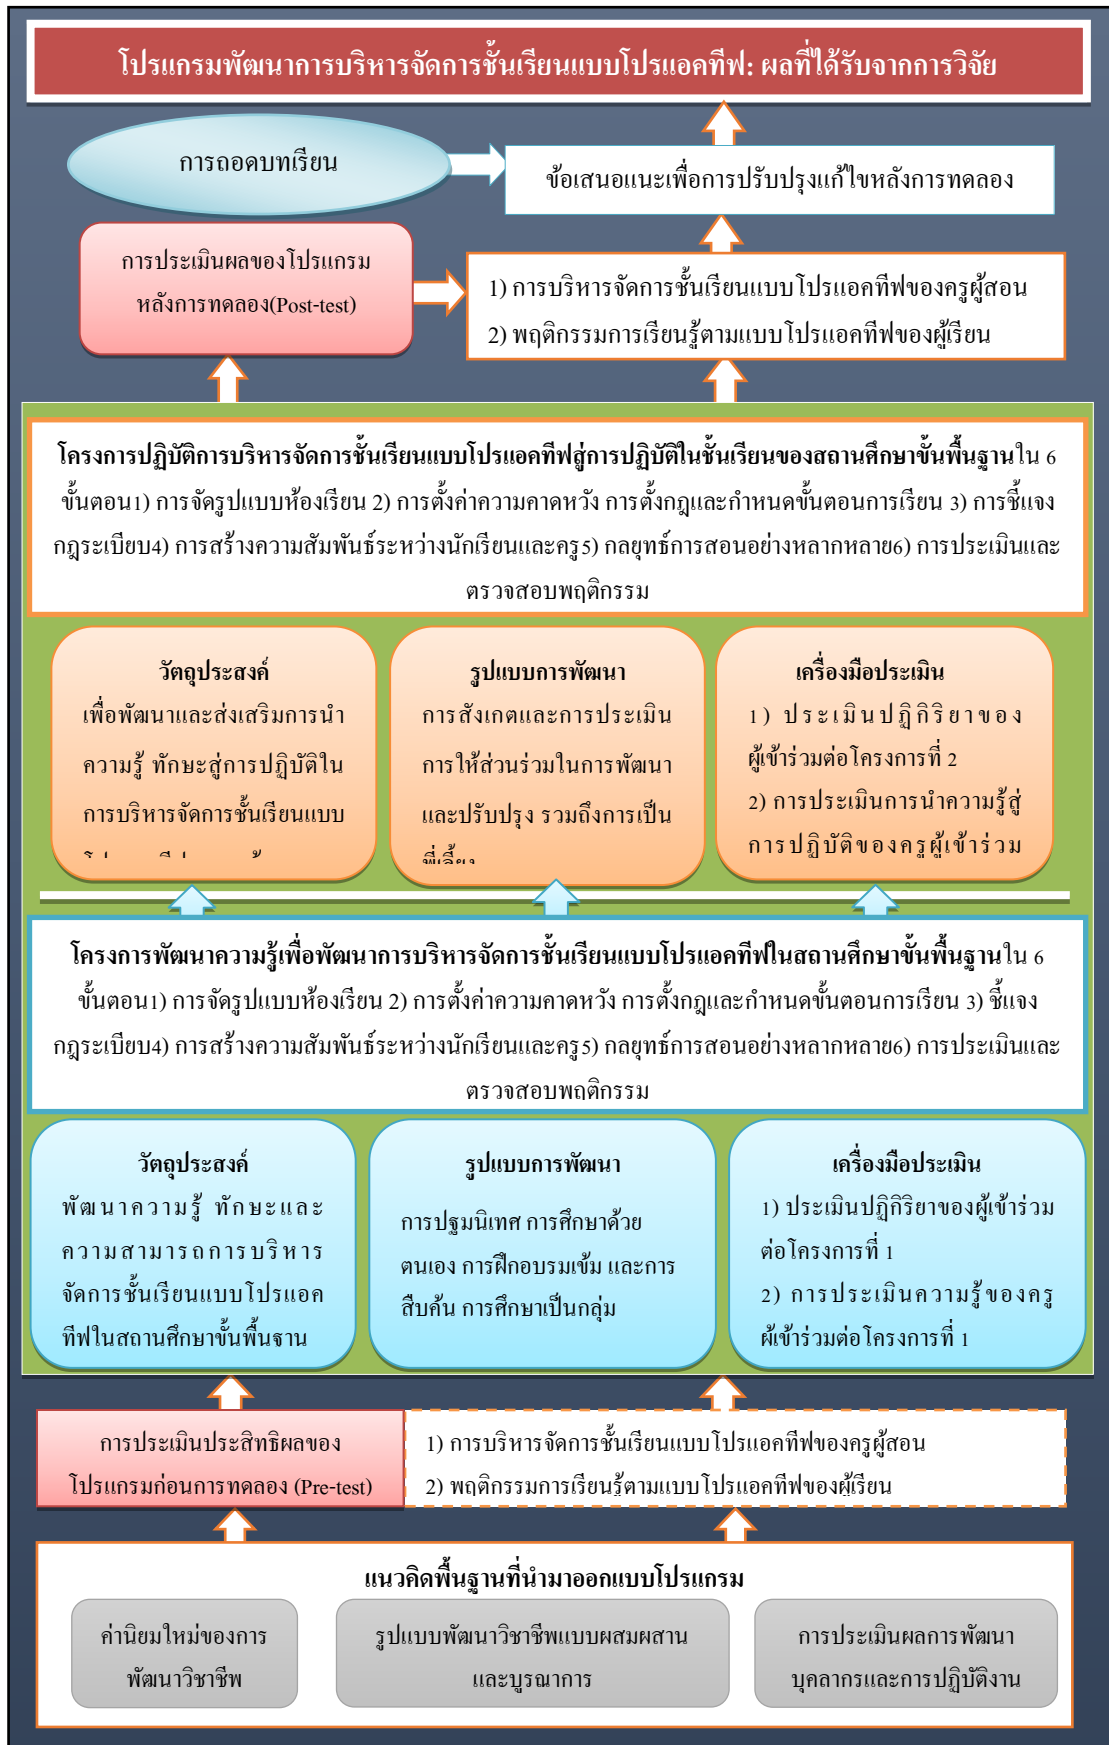 โปรแกรมพัฒนาการบริหารจัดการชั้นเรียนแบบโปรแอคทีฟ: ผลที่ได้รับจากการวิจัย
การถอดบทเรียน
ข้อเสนอแนะเพื่อการปรับปรุงแก้ไขหลังการทดลอง
การประเมินผลของโปรแกรม
หลังการทดลอง(Post-test)
1) การบริหารจัดการชั้นเรียนแบบโปรแอคทีฟของครูผู้สอน
2) พฤติกรรมการเรียนรู้ตามแบบโปรแอคทีฟของผู้เรียน
โครงการปฏิบัติการบริหารจัดการชั้นเรียนแบบโปรแอคทีฟสู่การปฏิบัติในชั้นเรียนของสถานศึกษาขั้นพื้นฐานใน 6
ขั้นตอน1) การจัดรูปแบบห้องเรียน 2) การตั้งค่าความคาดหวัง การตั้งกฎและกำหนดขั้นตอนการเรียน 3) การชี้แจง
กฎระเบียบ4) การสร้างความสัมพันธ์ระหว่างนักเรียนและครู5) กลยุทธ์การสอนอย่างหลากหลาย6) การประเมินและ
ตรวจสอบพฤติกรรม
วัตถุประสงค์
เพื่อพัฒนาและส่งเสริมการนำ
ความรู้ ทักษะสู่การปฏิบัติใน
การบริหารจัดการชั้นเรียนแบบ
รูปแบบการพัฒนา
การสังเกตและการประเมิน
การให้ส่วนร่วมในการพัฒนา
และปรับปรุง รวมถึงการเป็น
พี่เลี้ยง
เครื่องมือประเมิน
1) ประเมินปฏิกิริยาของ
ผู้เข้าร่วมต่อโครงการที่ 2
2) การประเมินการนำความรู้สู่
การปฏิบัติของครูผู้เข้าร่วม
โครงการพัฒนาความรู้เพื่อพัฒนาการบริหารจัดการชั้นเรียนแบบโปรแอคทีฟในสถานศึกษาขั้นพื้นฐานใน 6
ขั้นตอน1) การจัดรูปแบบห้องเรียน 2) การตั้งค่าความคาดหวัง การตั้งกฎและกำหนดขั้นตอนการเรียน 3) ชี้แจง
กฎระเบียบ4) การสร้างความสัมพันธ์ระหว่างนักเรียนและครู5) กลยุทธ์การสอนอย่างหลากหลาย6) การประเมินและ
ตรวจสอบพฤติกรรม
วัตถุประสงค์
พัฒนาความรู้ ทักษะและ
ความสามารถการบริหาร
จัดการชั้นเรียนแบบโปรแอค
ทีฟในสถานศึกษาขั้นพื้นฐาน
รูปแบบการพัฒนา
การปฐมนิเทศ การศึกษาด้วย
ตนเอง การฝึกอบรมเข้ม และการ
สืบค้น การศึกษาเป็นกลุ่ม
เครื่องมือประเมิน
1) ประเมินปฏิกิริยาของผู้เข้าร่วม
ต่อโครงการที่ 1
2) การประเมินความรู้ของครู
ผู้เข้าร่วมต่อโครงการที่ 1
การประเมินประสิทธิผลของ
โปรแกรมก่อนการทดลอง (Pre-test)
1) การบริหารจัดการชั้นเรียนแบบโปรแอคทีฟของครูผู้สอน
2) พฤติกรรมการเรียนรู้ตามแบบโปรแอคทีฟของผู้เรียน
แนวคิดพื้นฐานที่นำมาออกแบบโปรแกรม
ค่านิยมใหม่ของการ
พัฒนาวิชาชีพ
รูปแบบพัฒนาวิชาชีพแบบผสมผสาน
และบูรณาการ
การประเมินผลการพัฒนา
บุคลากรและการปฏิบัติงาน